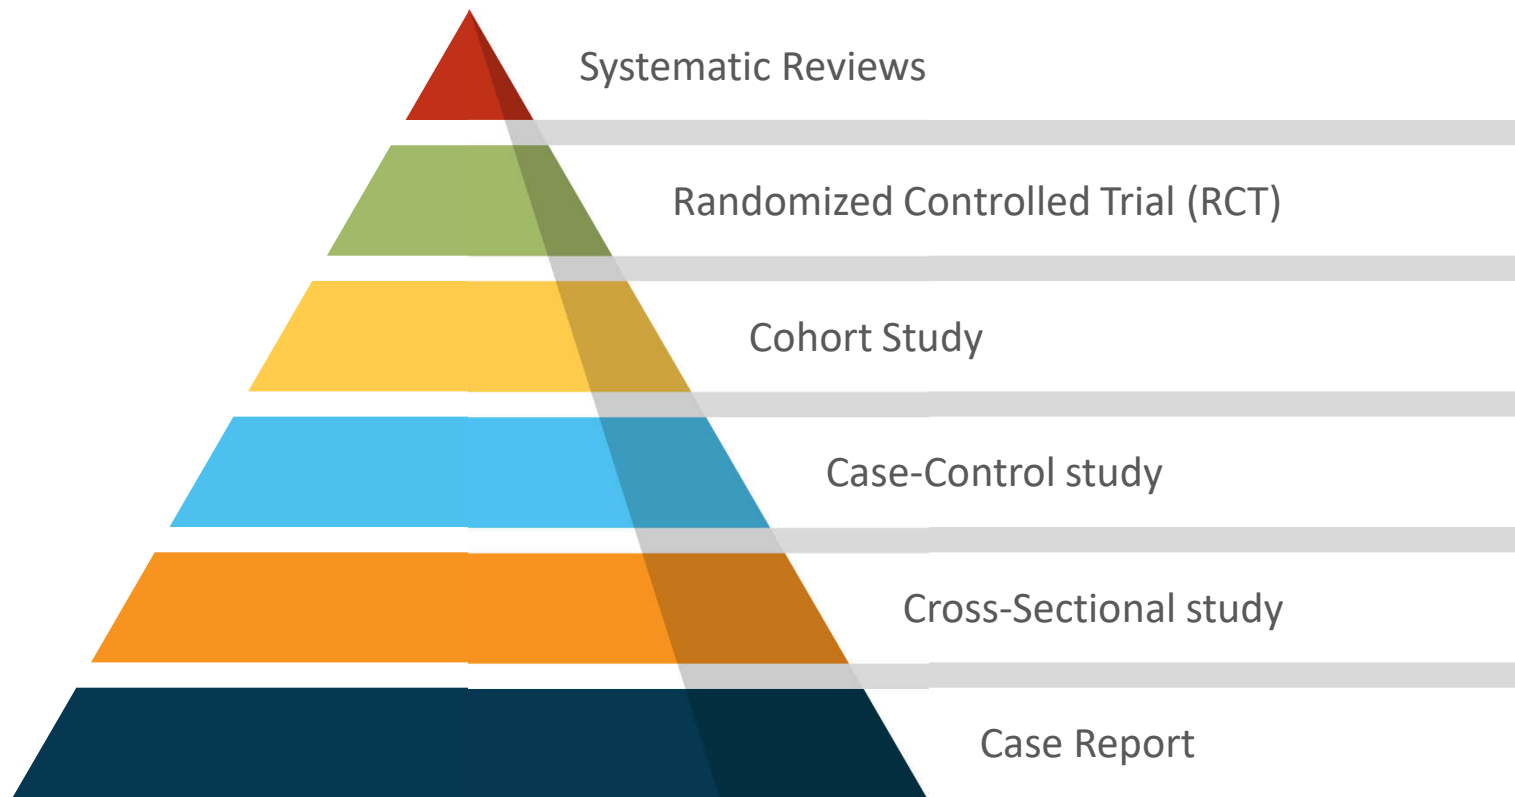 Systematic Reviews
Randomized Controlled Trial (RCT)
Cohort Study
Case-Control study
Cross-Sectional study
Case Report